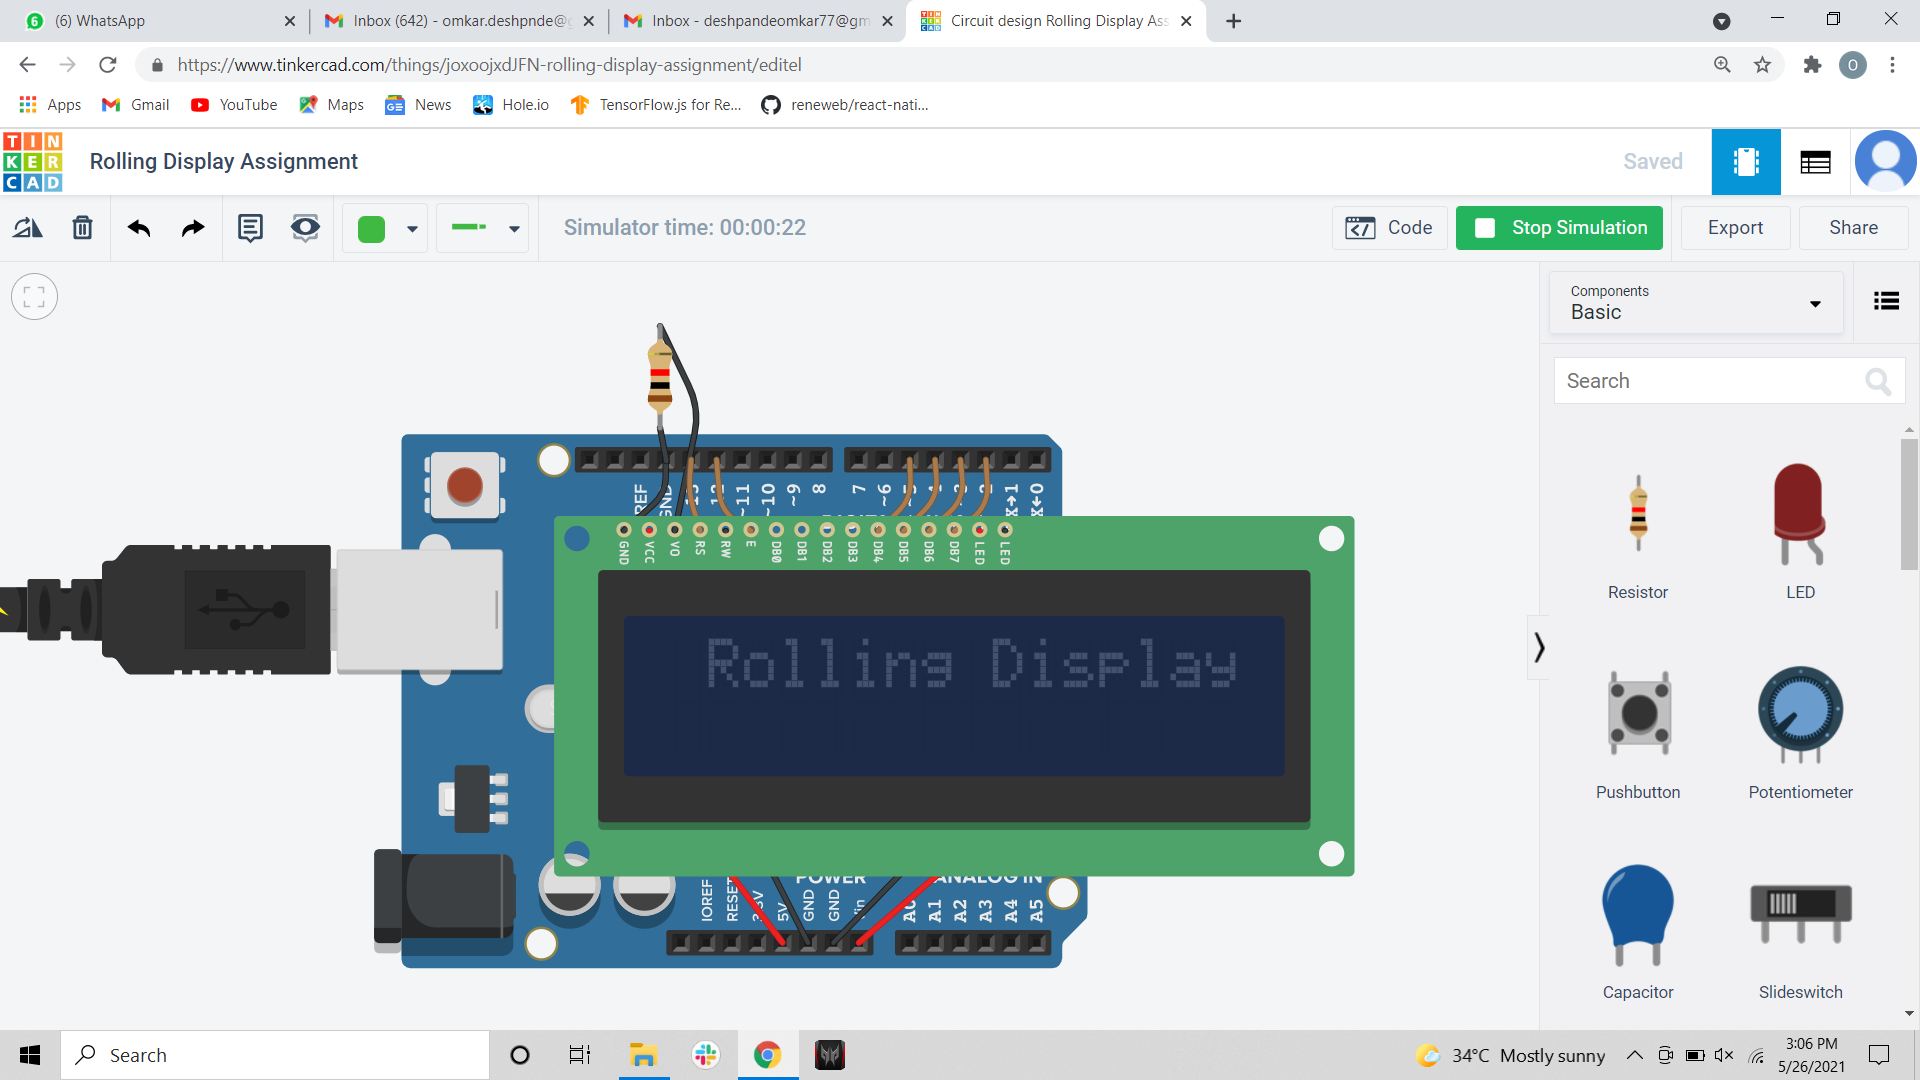 (6) WhatsApp
Inbox (642) - omkar.deshpnde@g
Inbox - deshpandeomkar77@gm
Circuit design Rolling Display Ass
https://www.tinkercad.com/things/joxoojxdJFN-rolling-display-assignment/editel
O
Apps
Gmail
YouTube
Maps
News
Hole.io
TensorFlow.js for Re...
reneweb/react-nati...
TIN
KER
CAD
Rolling Display Assignment
Saved
Simulator time: 00:00:22
Code
Stop Simulation
Export
Share
Components
Basic
Search
REF
GND
13
12
~11
~10
~9
8
7
~6
~5
4
~3
2
X→1
X←0
GND VCC VO RS RW E DB0 DB1 DB2 DB3 DB4 DB5 DB6 DB7 LED LED
Rolling Display
POWER
ANALOG IN
IOREF RESET 3.3V 5V GND GND Vin A0 A1 A2 A3 A4 A5
Resistor
LED
Pushbutton
Potentiometer
Capacitor
Slideswitch
Search
34°C Mostly sunny
3:06 PM
5/26/2021